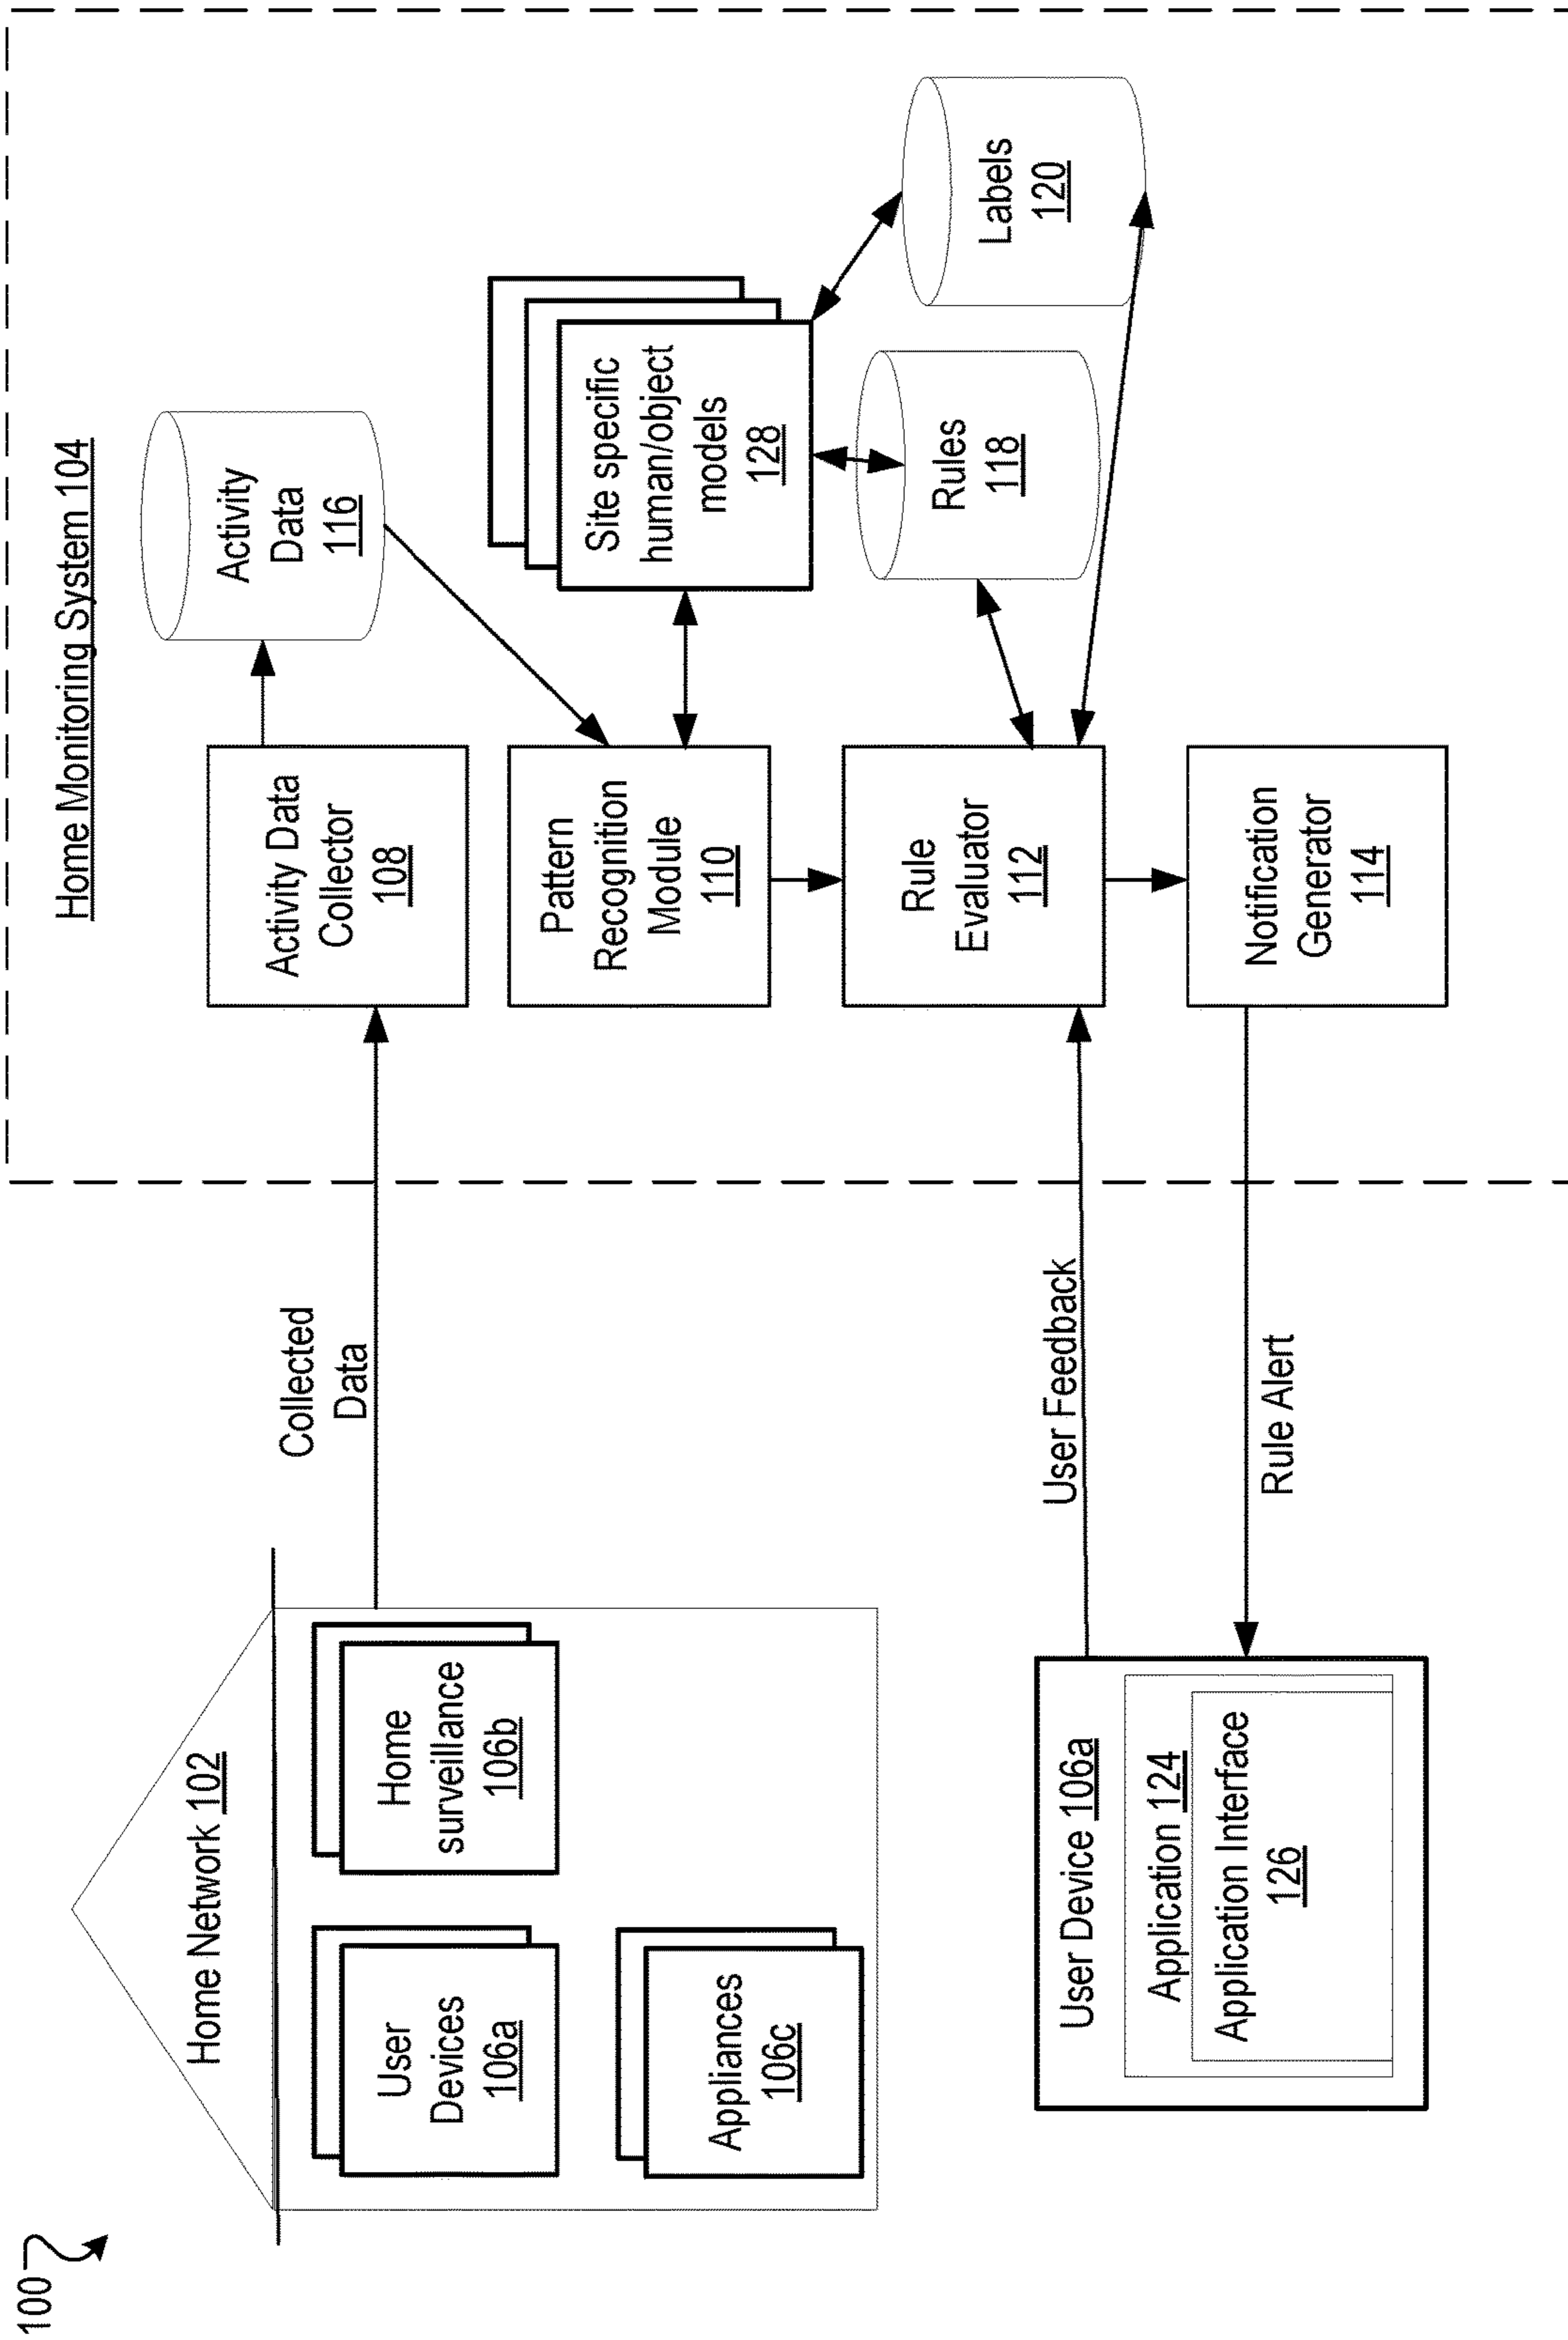 100
Home Network 102
User
Devices
106a
Home
surveillance
106b
Appliances
106c
Collected
Data
User Device 106a
Application 124
Application Interface
126
User Feedback
Rule Alert
Home Monitoring System 104
Activity Data
Collector
108
Activity
Data
116
Pattern
Recognition
Module
110
Site specific
human/object
models
128
Rule
Evaluator
112
Rules
118
Labels
120
Notification
Generator
114